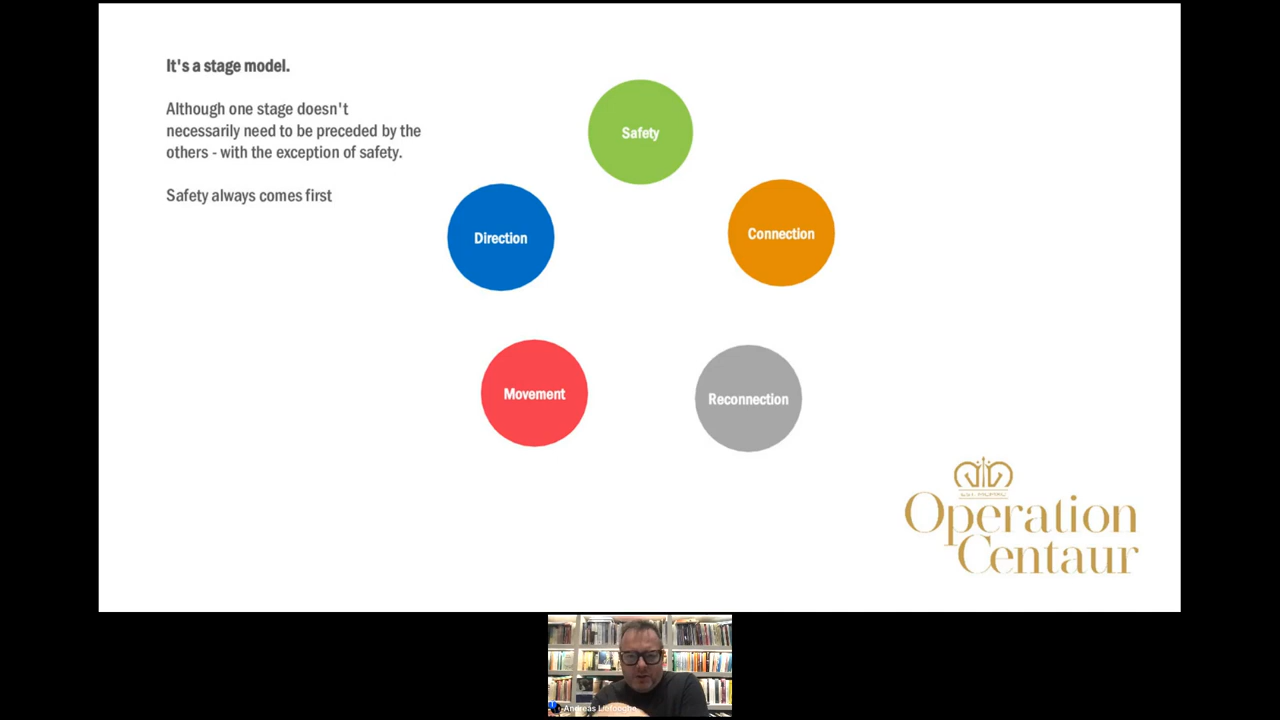 It's a stage model.
Although one stage doesn't
necessarily need to be preceded by the
others - with the exception of safety.
Safety always comes first
Safety
Direction
Connection
Movement
Reconnection
Operation
Centaur
Andreas